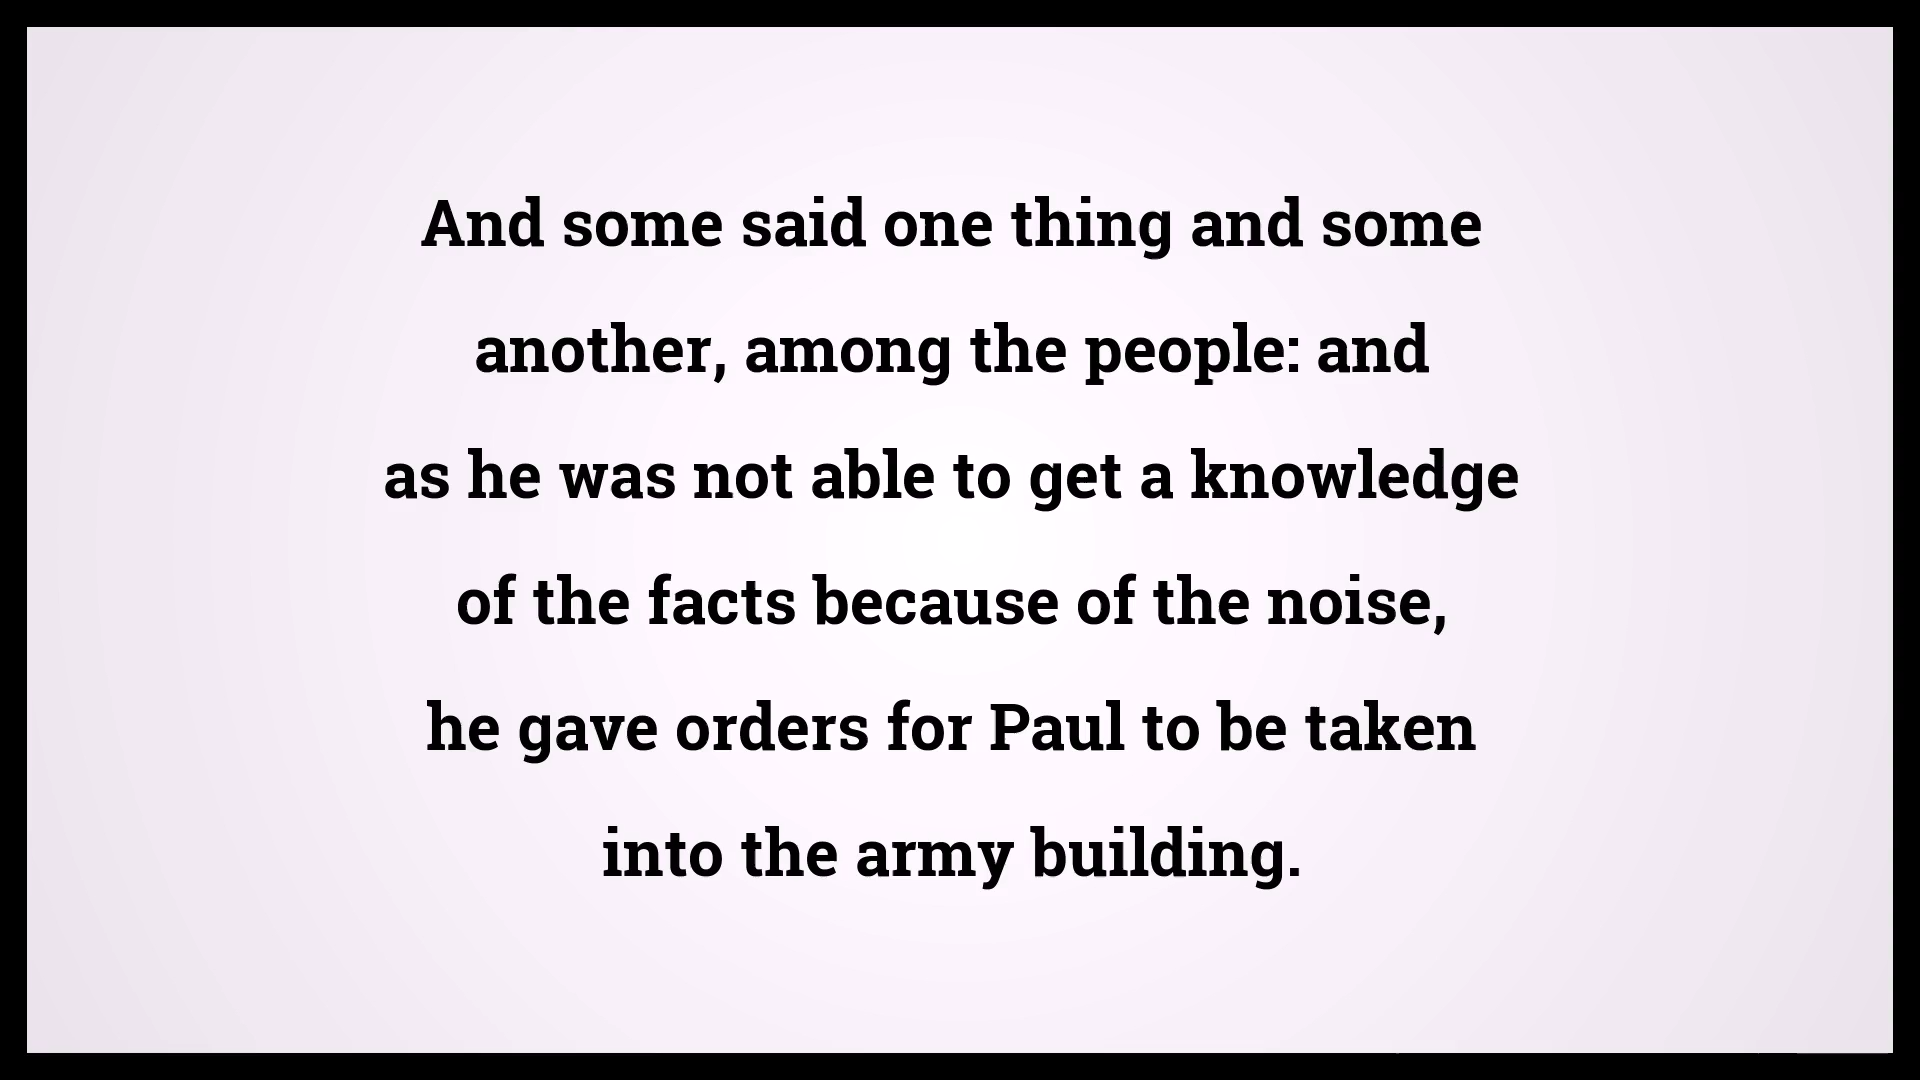 And some said one thing and some
another, among the people: and
as he was not able to get a knowledge
of the facts because of the noise,
he gave orders for Paul to be taken
into the army building.